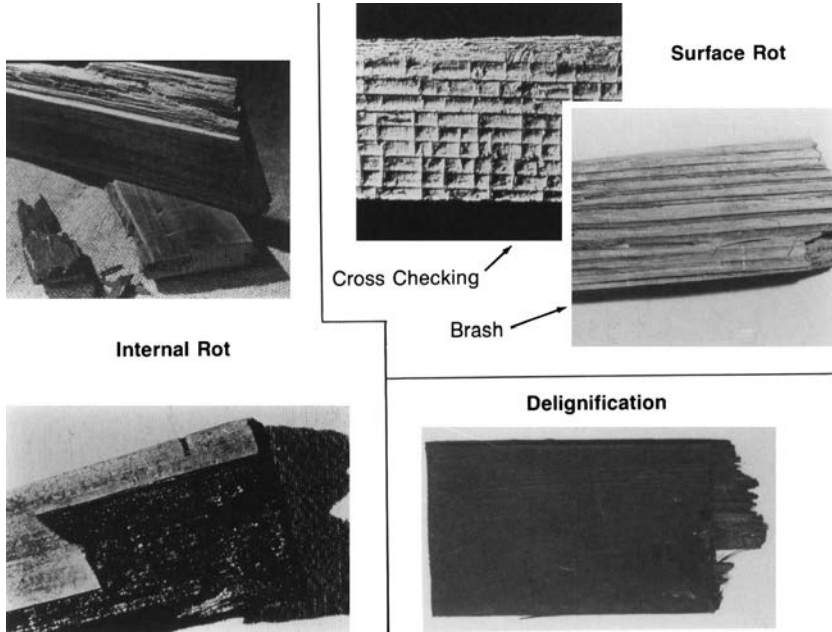 Surface Rot
Cross Checking
Brash
Internal Rot
Delignification